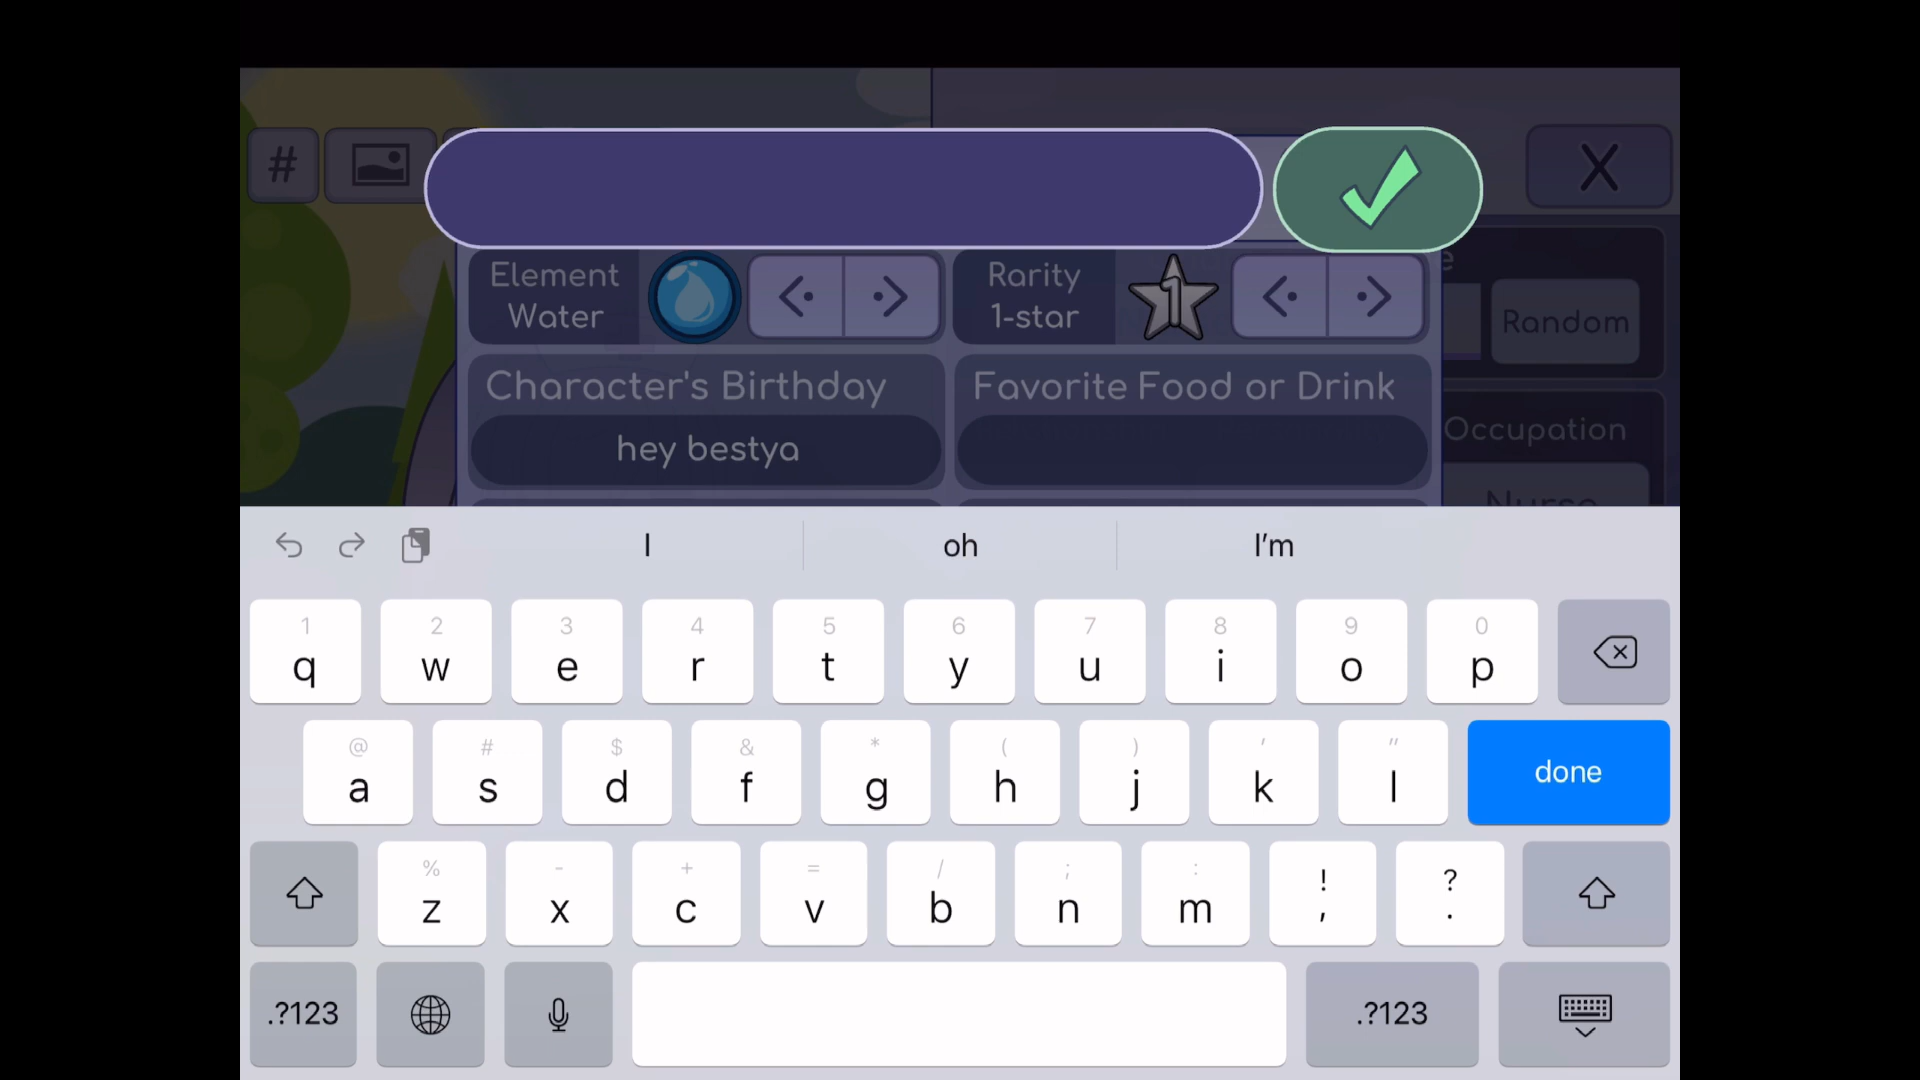 #
X
Element
Water
Rarity
1-star
1
e
Random
Character's Birthday
Favorite Food or Drink
hey bestya
Occupation
Nurse
I
oh
I'm
1 2 3 4 5 6 7 8 9 0
q w e r t y u i o p
@ # $ & * ( ) ' "
a s d f g h j k l done
% - + = / ; : ! ?
z x c v b n m , .
.?123 .?123